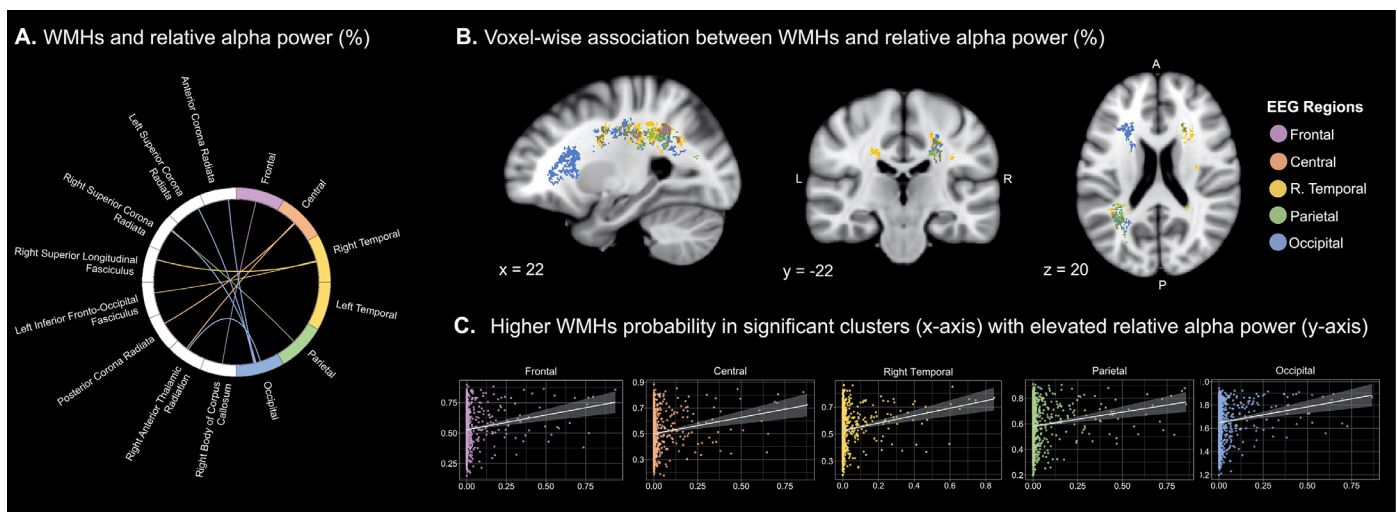 A. WMHs and relative alpha power (%)
Anterior Corona Radiata
Left Superior Corona
Radiata
Right Superior Corona
Radiata
Right Superior Longitudinal
Fasciculus
Left Inferior Fronto-Occipital
Fasciculus
Posterior Corona Radiata
Right Anterior Thalamic
Radiation
Right Body of Corpus
Callosum
Frontal
Central
Right Temporal
Left Temporal
Parietal
Occipital
B. Voxel-wise association between WMHs and relative alpha power (%)
x = 22
L
R
y = -22
A
P
z = 20
EEG Regions
Frontal
Central
R. Temporal
Parietal
Occipital
C. Higher WMHs probability in significant clusters (x-axis) with elevated relative alpha power (y-axis)
Frontal
0.75
0.50
0.25
0.00 0.25 0.50 0.75
Central
0.9
0.7
0.5
0.3
0.00 0.25 0.50 0.75
Right Temporal
0.7
0.5
0.3
0.0 0.2 0.4 0.6 0.8
Parietal
0.8
0.6
0.4
0.2
0.00 0.25 0.50 0.75
Occipital
.0
0.8
0.6
0.4
0.2
0.00 0.25 0.50 0.75